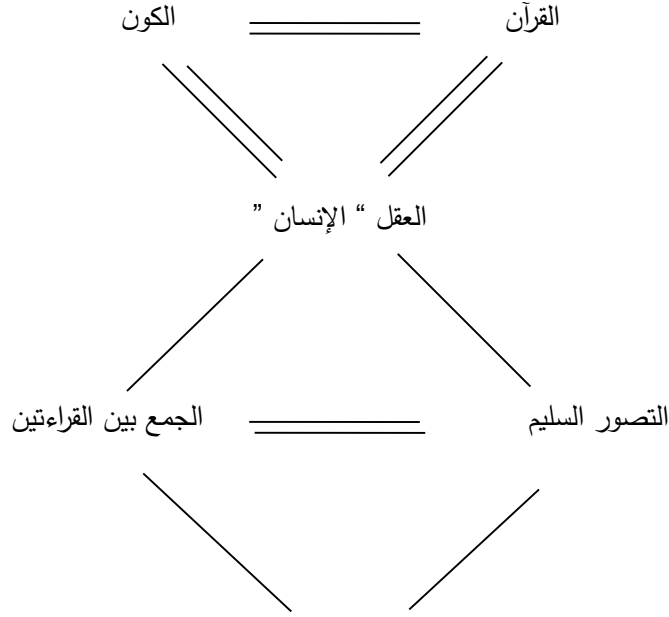 القرآن
الكون
العقل “ الإنسان ”
التصور السليم
الجمع بين القراءتين